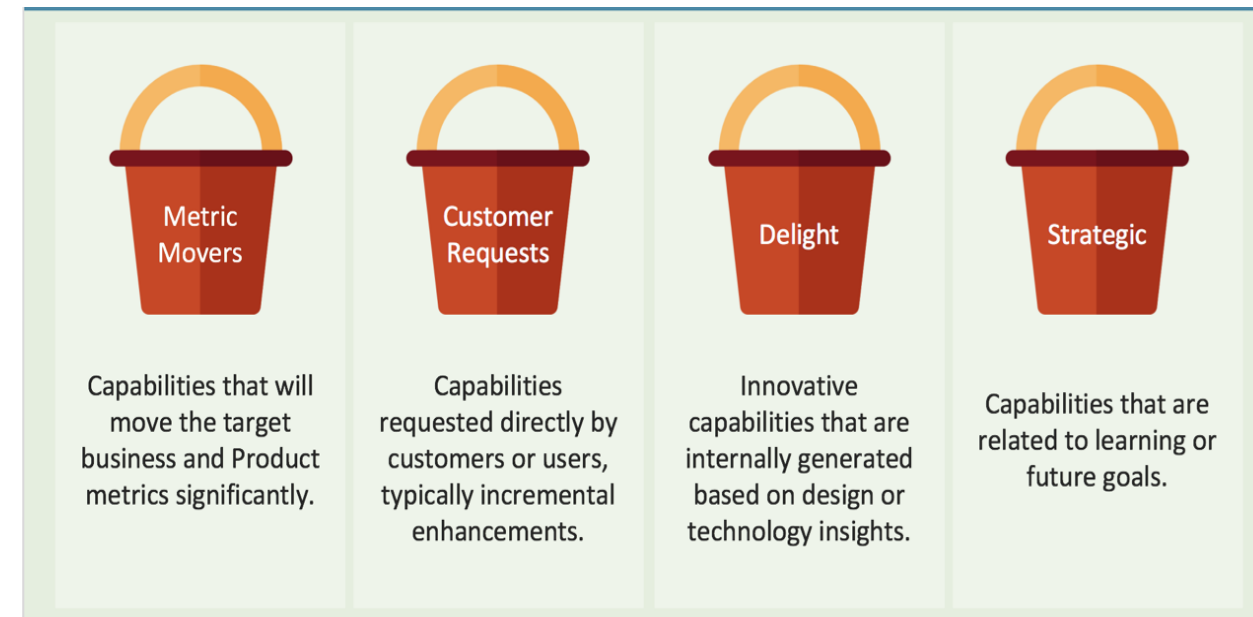 Metric
Movers
Capabilities that will
move the target
business and Product
metrics significantly.
Customer
Requests
Capabilities
requested directly by
customers or users,
typically incremental
enhancements.
Delight
Innovative
capabilities that are
internally generated
based on design or
technology insights.
Strategic
Capabilities that are
related to learning or
future goals.